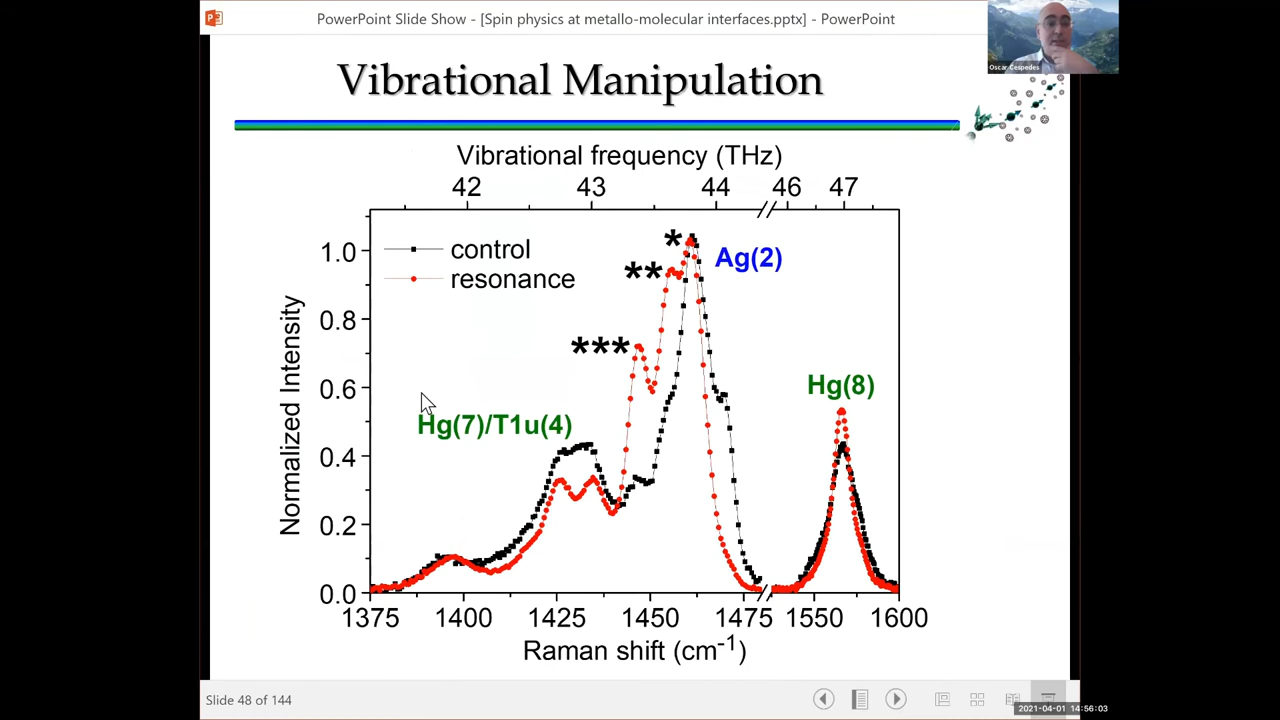 PowerPoint Slide Show - [Spin physics at metallo-molecular interfaces.pptx] - PowerPoint
Oscar Cespedes
Vibrational Manipulation
Vibrational frequency (THz)
42 43 44 46 47
control
resonance
*
**
***
Ag(2)
Hg(8)
Hg(7)/T1u(4)
Normalized Intensity
1.0
0.8
0.6
0.4
0.2
0.0
1375 1400 1425 1450 1475 1550 1600
Raman shift (cm-1)
Slide 48 of 144
2021-04-01 14:56:03